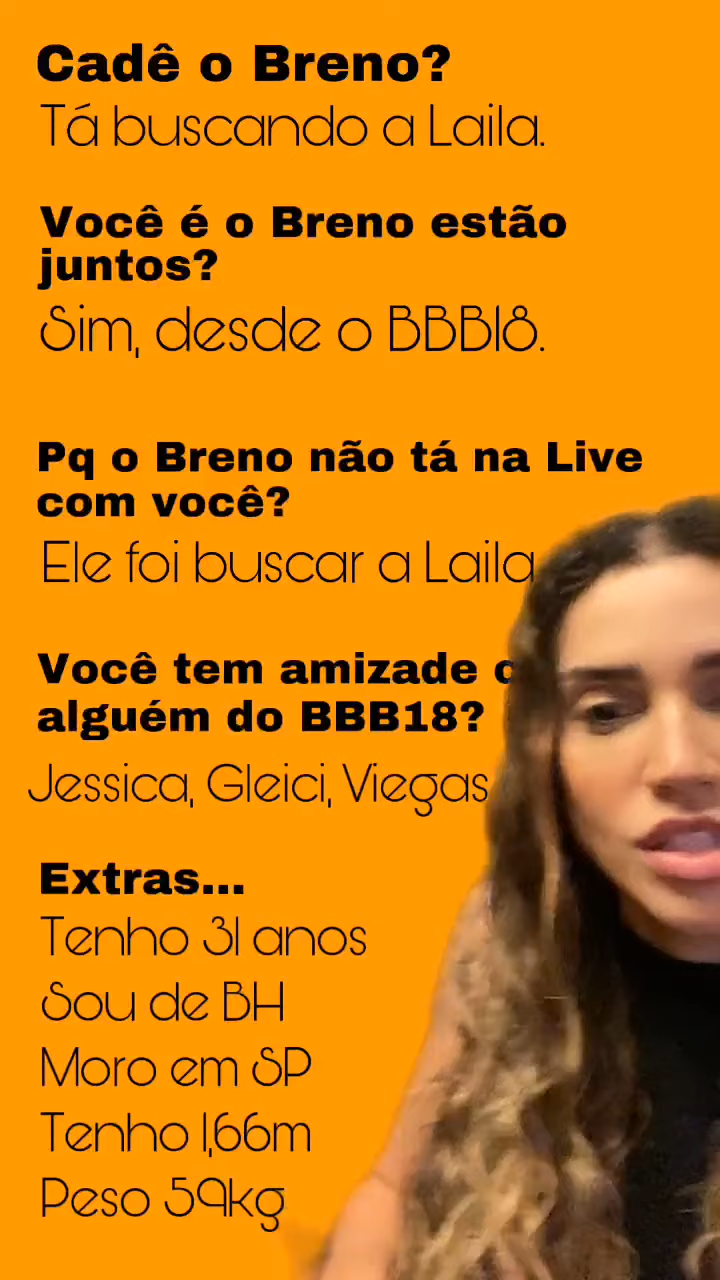 Cadê o Breno?
Tá buscando a Laila.
Você é o Breno estão
juntos?
Sim, desde o BBB18.
Pq o Breno não tá na Live
com você?
Ele foi buscar a Laila
Você tem amizade
alguém do BBB18?
Jessica, Gleici, Viegas
Extras...
Tenho 31 anos
Sou de BH
Moro em SP
Tenho 1,66m
Peso 59kg